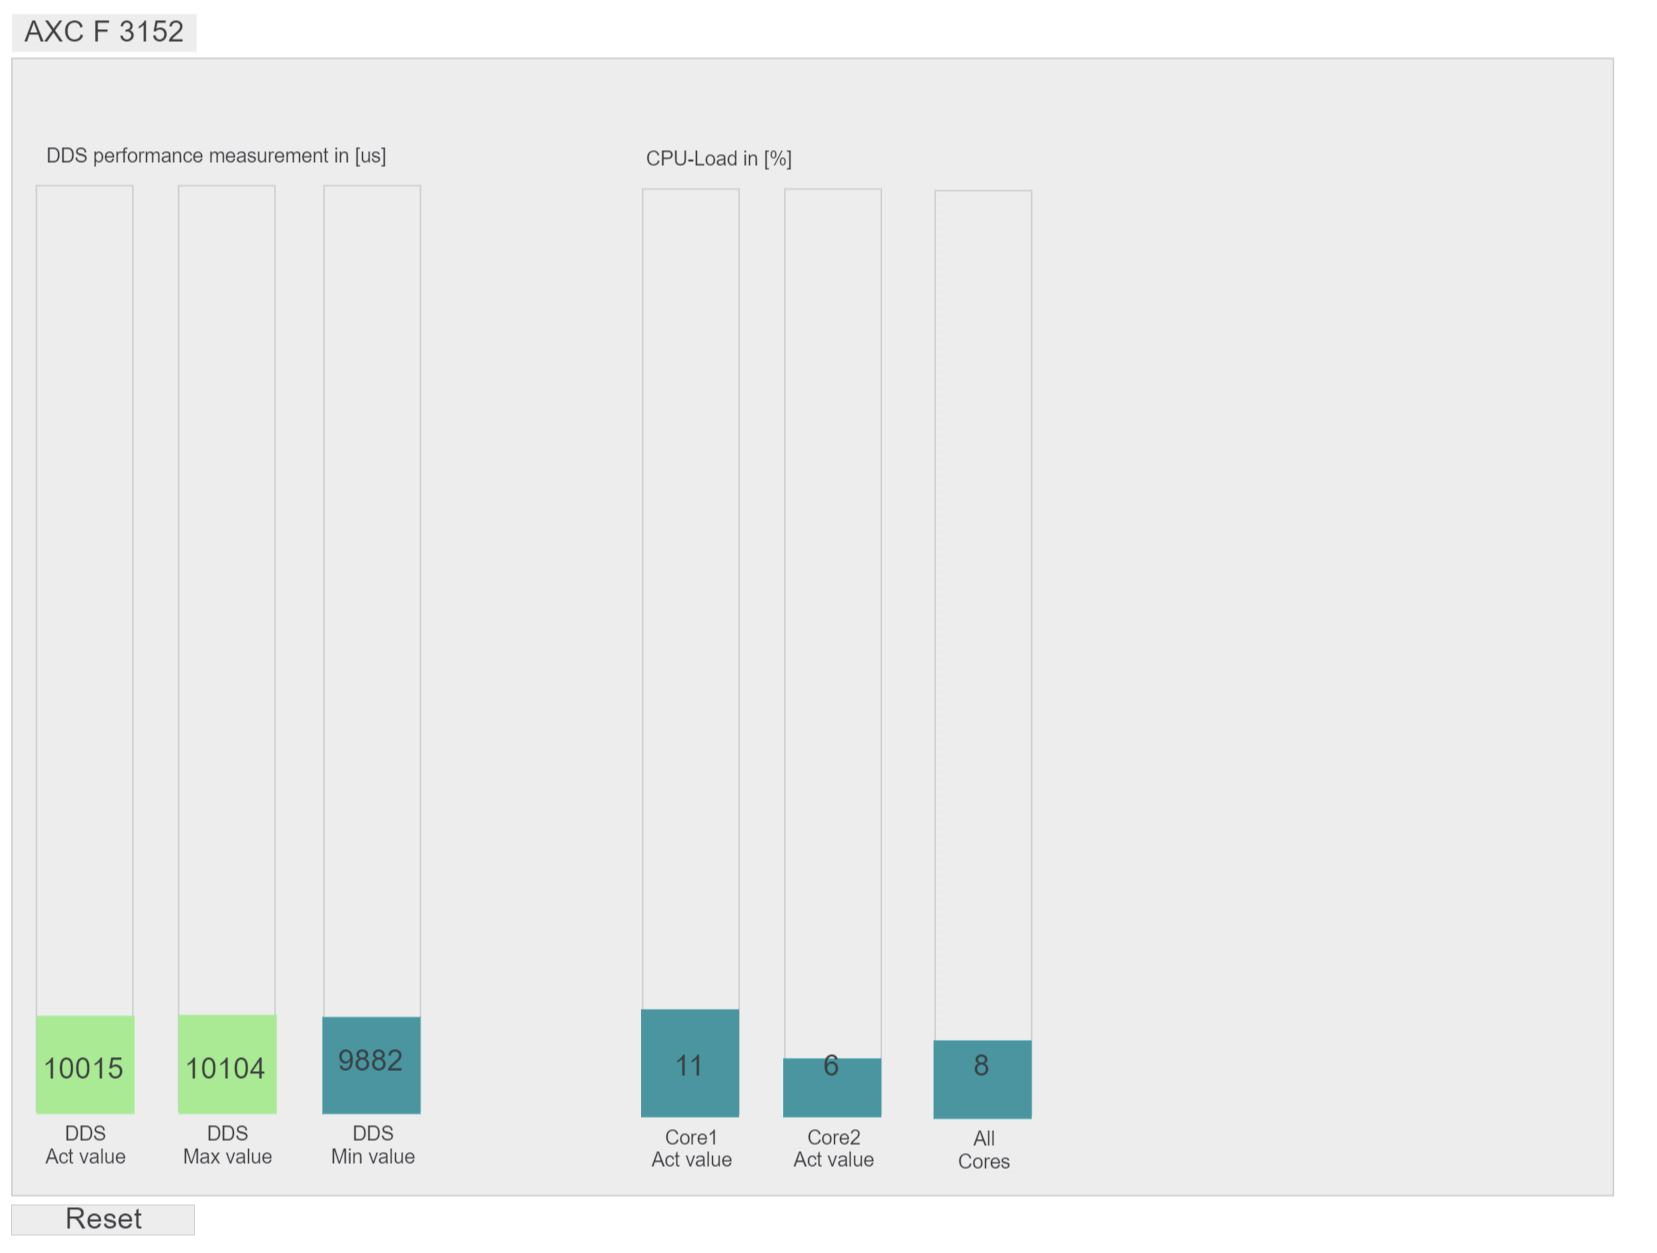 AXC F 3152
DDS performance measurement in [us]
CPU-Load in [%]
10015
10104
9882
11
6
8
DDS
Act value
DDS
Max value
DDS
Min value
Core1
Act value
Core2
Act value
All
Cores
Reset